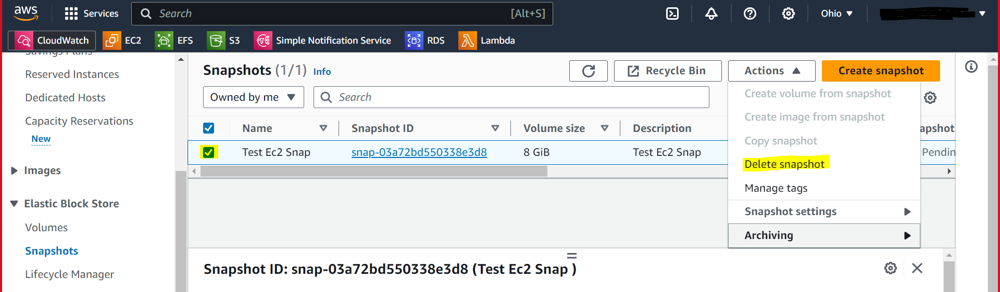 aws
Services
Search
[Alt+S]
Ohio
CloudWatch
EC2
EFS
S3
Simple Notification Service
RDS
Lambda
Savings Plans
Reserved Instances
Dedicated Hosts
Capacity Reservations
New
Images
Elastic Block Store
Volumes
Snapshots
Lifecycle Manager
Snapshots (1/1) Info
Recycle Bin
Actions
Create snapshot
Owned by me
Search
Name
Snapshot ID
Volume size
Description
apshot
Test Ec2 Snap
snap-03a72bd550338e3d8
8 GiB
Test Ec2 Snap
Pendin
Create volume from snapshot
Create image from snapshot
Copy snapshot
Delete snapshot
Manage tags
Snapshot settings
Archiving
Snapshot ID: snap-03a72bd550338e3d8 (Test Ec2 Snap )